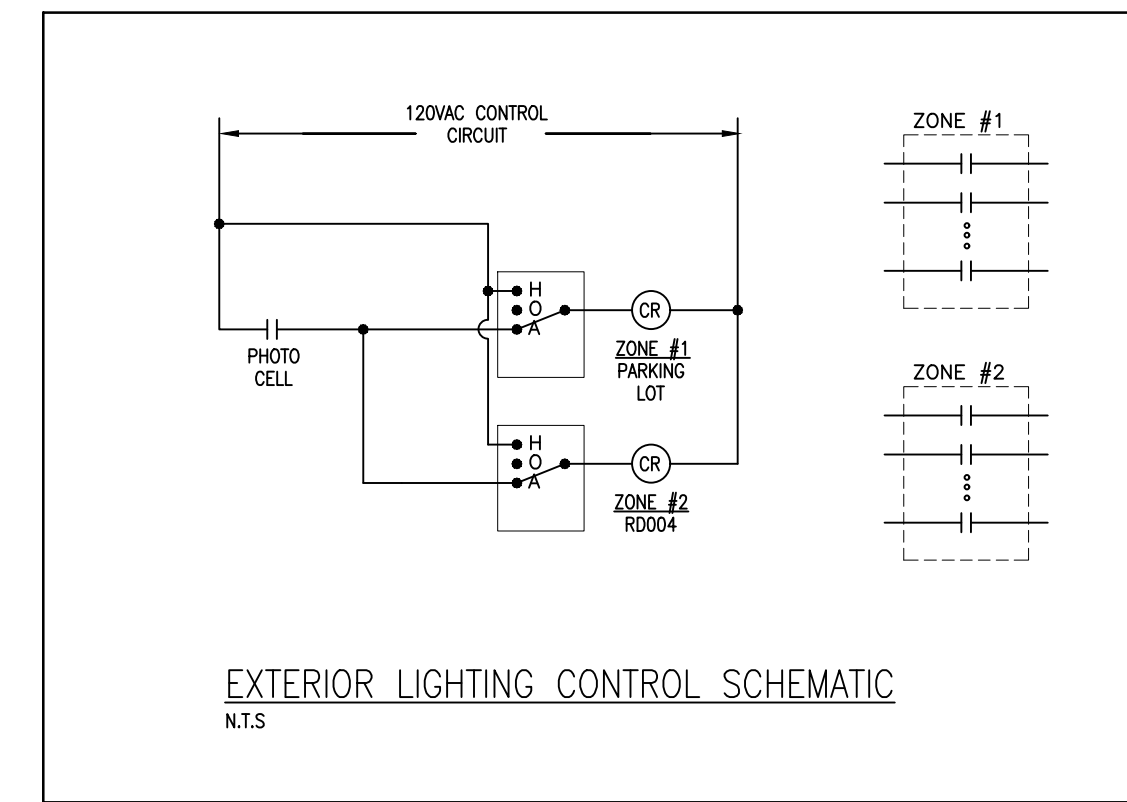 120VAC CONTROL
CIRCUIT
ZONE #1
H
O
A
CR
PHOTO
CELL
ZONE #1
PARKING
LOT
ZONE #2
H
O
A
CR
ZONE #2
RD004
EXTERIOR LIGHTING CONTROL SCHEMATIC
N.T.S